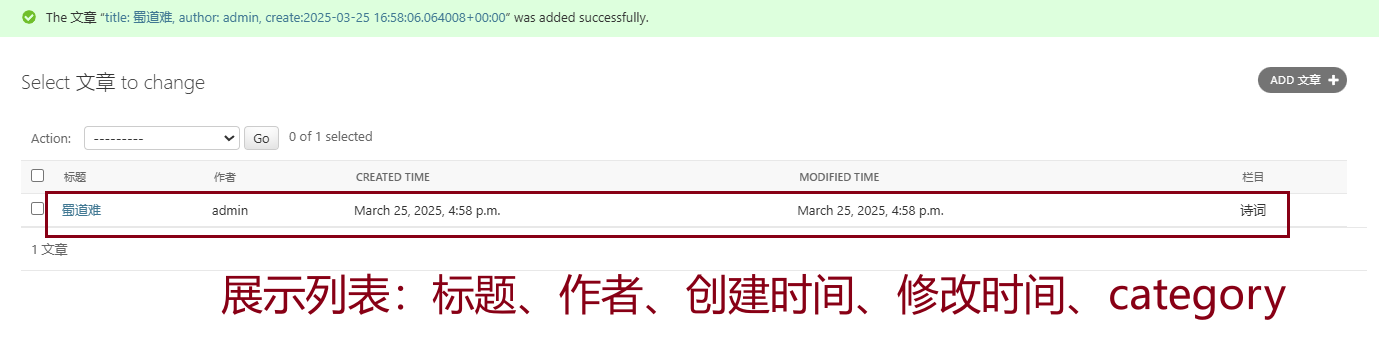 The 文章 “title: 蜀道难, author: admin, create:2025-03-25 16:58:06.064008+00:00” was added successfully.
Select 文章 to change
ADD 文章 +
Action: --------- Go 0 of 1 selected
标题 作者 CREATED TIME MODIFIED TIME 栏目
蜀道难 admin March 25, 2025, 4:58 p.m. March 25, 2025, 4:58 p.m. 诗词
1 文章
展示列表：标题、作者、创建时间、修改时间、category